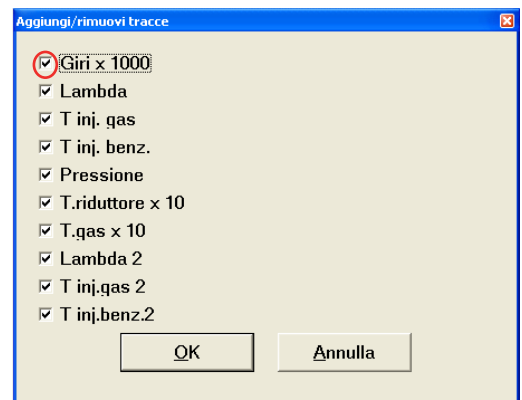 Aggiungi/rimuovi tracce
Giri x 1000
Lambda
T inj. gas
T inj. benz.
Pressione
T.riduttore x 10
T.gas x 10
Lambda 2
T inj.gas 2
T inj.benz.2
OK Annulla